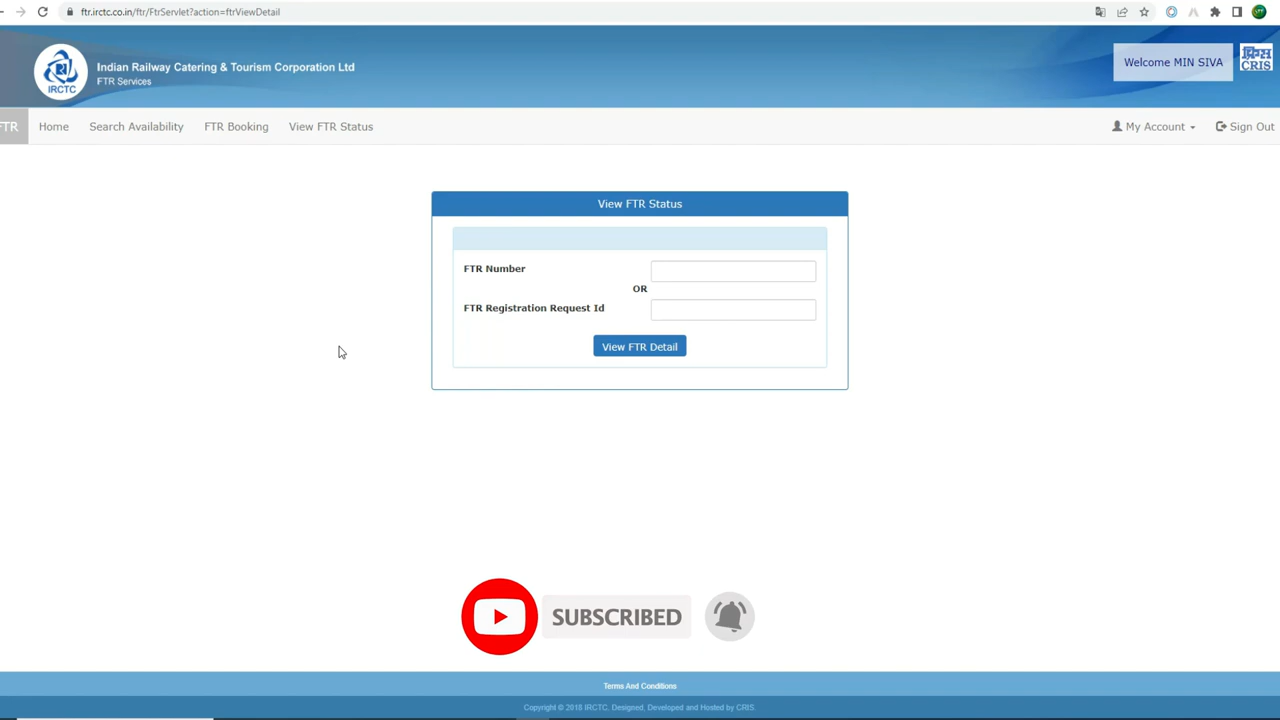 ftr.irctc.co.in/ftr/FtrServlet?action=ftrViewDetail
IRCTC
Indian Railway Catering & Tourism Corporation Ltd
FTR Services
Welcome MIN SIVA
क्रिस
CRIS
FTR
Home
Search Availability
FTR Booking
View FTR Status
My Account
Sign Out
View FTR Status
FTR Number
OR
FTR Registration Request Id
View FTR Detail
SUBSCRIBED
Terms And Conditions
Copyright © 2016 IRCTC. Designed, Developed and Hosted by CRIS.